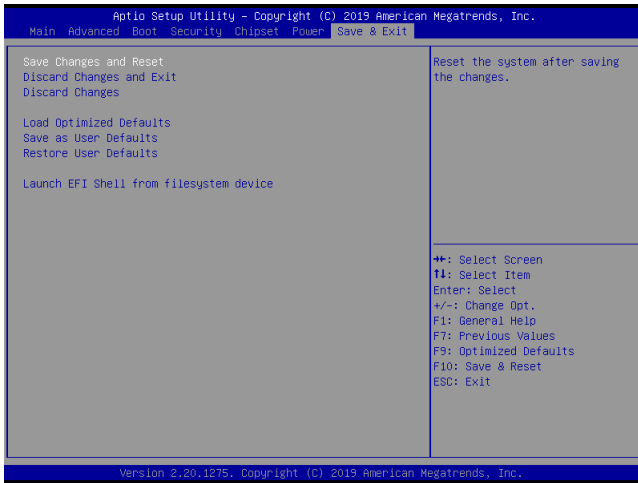 Aptio Setup Utility – Copyright (C) 2019 American Megatrends, Inc.
Main Advanced Boot Security Chipset Power Save & Exit
Save Changes and Reset
Discard Changes and Exit
Discard Changes
Load Optimized Defaults
Save as User Defaults
Restore User Defaults
Launch EFI Shell from filesystem device
Reset the system after saving
the changes.
→←: Select Screen
↑↓: Select Item
Enter: Select
+/-: Change Opt.
F1: General Help
F7: Previous Values
F9: Optimized Defaults
F10: Save & Reset
ESC: Exit
Version 2.20.1275. Copyright (C) 2019 American Megatrends, Inc.